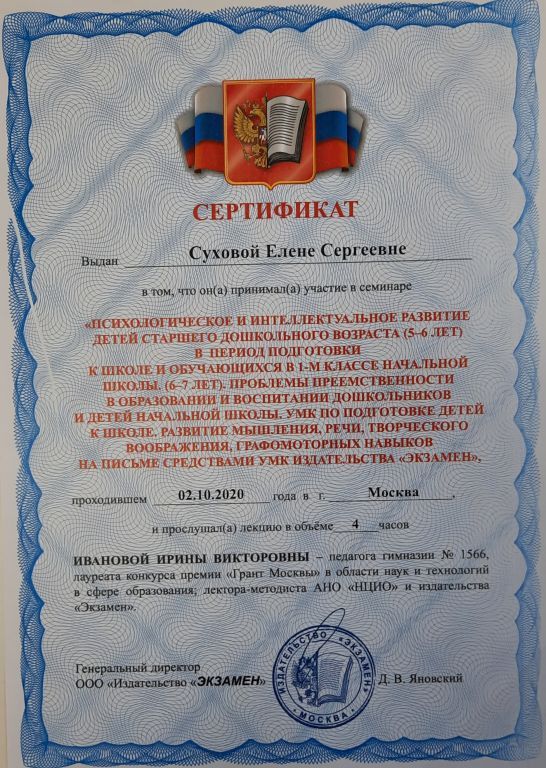 СЕРТИФИКАТ
Выдан Суховой Елене Сергеевне
в том, что он(а) принимал(а) участие в семинаре
«ПСИХОЛОГИЧЕСКОЕ И ИНТЕЛЛЕКТУАЛЬНОЕ РАЗВИТИЕ
ДЕТЕЙ СТАРШЕГО ДОШКОЛЬНОГО ВОЗРАСТА (5–6 ЛЕТ)
В ПЕРИОД ПОДГОТОВКИ
К ШКОЛЕ И ОБУЧАЮЩИХСЯ В 1-М КЛАССЕ НАЧАЛЬНОЙ
ШКОЛЫ. (6–7 ЛЕТ). ПРОБЛЕМЫ ПРЕЕМСТВЕННОСТИ
В ОБРАЗОВАНИИ И ВОСПИТАНИИ ДОШКОЛЬНИКОВ
И ДЕТЕЙ НАЧАЛЬНОЙ ШКОЛЫ. УМК ПО ПОДГОТОВКЕ ДЕТЕЙ
К ШКОЛЕ. РАЗВИТИЕ МЫШЛЕНИЯ, РЕЧИ, ТВОРЧЕСКОГО
ВООБРАЖЕНИЯ, ГРАФОМОТОРНЫХ НАВЫКОВ
НА ПИСЬМЕ СРЕДСТВАМИ УМК ИЗДАТЕЛЬСТВА «ЭКЗАМЕН»,
проходившем 02.10.2020 года в г. Москва.
и прослушал(а) лекцию в объёме 4 часов
ИВАНОВОЙ ИРИНЫ ВИКТОРОВНЫ – педагога гимназии № 1566,
лауреата конкурса премии «Грант Москвы» в области наук и технологий
в сфере образования; лектора-методиста АНО «НЦИО» и издательства
«Экзамен».
Генеральный директор
ООО «Издательство «ЭКЗАМЕН» Д. В. Яновский
ИЗДАТЕЛЬСТВО «ЭКЗАМЕН»
• МОСКВА •